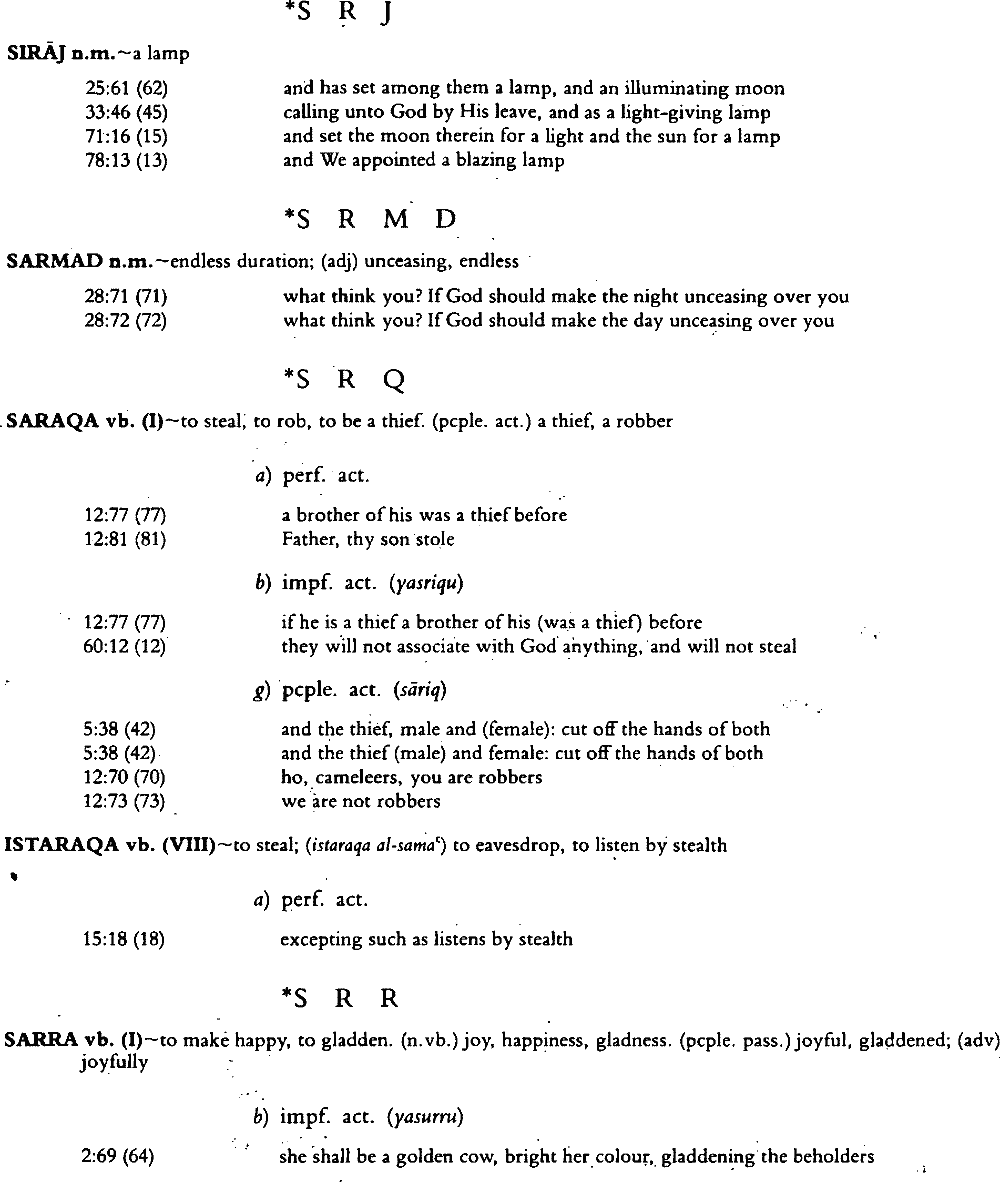 *S R J
SIRĀJ n.m.~a lamp
25:61 (62) and has set among them a lamp, and an illuminating moon
33:46 (45) calling unto God by His leave, and as a light-giving lamp
71:16 (15) and set the moon therein for a light and the sun for a lamp
78:13 (13) and We appointed a blazing lamp
*S R M D
SARMAD n.m.~endless duration; (adj) unceasing, endless
28:71 (71) what think you? If God should make the night unceasing over you
28:72 (72) what think you? If God should make the day unceasing over you
*S R Q
SARAQA vb. (I)~to steal, to rob, to be a thief. (pcple. act.) a thief, a robber
a) perf. act.
12:77 (77) a brother of his was a thief before
12:81 (81) Father, thy son stole
b) impf. act. (yasriqu)
12:77 (77) if he is a thief a brother of his (was a thief) before
60:12 (12) they will not associate with God anything, and will not steal
g) pcple. act. (sāriq)
5:38 (42) and the thief, male and (female): cut off the hands of both
5:38 (42) and the thief (male) and female: cut off the hands of both
12:70 (70) ho, cameleers, you are robbers
12:73 (73) we are not robbers
ISTARAQA vb. (VIII)~to steal; (istaraqa al-samaʿ) to eavesdrop, to listen by stealth
a) perf. act.
15:18 (18) excepting such as listens by stealth
*S R R
SARRA vb. (I)~to make happy, to gladden. (n.vb.) joy, happiness, gladness. (pcple. pass.) joyful, gladdened; (adv)
joyfully
b) impf. act. (yasurru)
2:69 (64) she shall be a golden cow, bright her colour, gladdening the beholders